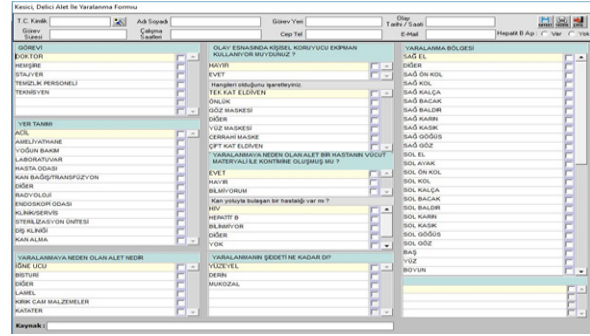 Kesici, Delici Alet İle Yaralanma Formu
T.C. Kimlik
Adı Soyadı
Görev Yeri
Olay Tarihi / Saati
Görev Süresi
Çalışma Saatleri
Cep Tel
E-Mail
Hepatit B Aşı : Var Yok
GÖREVİ
DOKTOR
HEMŞİRE
STAJYER
TEMİZLİK PERSONELİ
TEKNİSYEN
YER TANIMI
ACİL
AMELİYATHANE
YOĞUN BAKIM
LABORATUVAR
HASTA ODASI
KAN BAĞIŞ/TRANSFÜZYON
DİĞER
RADYOLOJİ
ENDOSKOPİ ODASI
KLİNİK/SERVİS
STERİLİZASYON ÜNİTESİ
DİŞ KLİNİĞİ
KAN ALMA
YARALANMAYA NEDEN OLAN ALET NEDİR
İĞNE UCU
BİSTÜRİ
DİĞER
LAMEL
KIRIK CAM MALZEMELER
KATATER
OLAY ESNASINDA KİŞİSEL KORUYUCU EKİPMAN
KULLANIYOR MUYDUNUZ ?
HAYIR
EVET
Hangileri olduğunu işaretleyiniz
TEK KAT ELDİVEN
ÖNLÜK
GÖZ MASKESİ
DİĞER
YÜZ MASKESİ
CERRAHİ MASKE
ÇİFT KAT ELDİVEN
YARALANMAYA NEDEN OLAN ALET BİR HASTANIN VÜCUT
MATERYALİ İLE KONTİMİNE OLUŞMUŞ MU ?
EVET
HAYIR
BİLMİYORUM
Kan yoluyla bulaşan bir hastalığı var mı ?
HIV
HEPATİT B
BİLİNMİYOR
DİĞER
YOK
YARALANMANIN ŞİDDETİ NE KADAR DI?
YÜZEYEL
DERİN
MUKOZAL
YARALANMA BÖLGESİ
SAĞ EL
DİĞER
SAĞ ÖN KOL
SAĞ KOL
SAĞ KALÇA
SAĞ BACAK
SAĞ BALDIR
SAĞ KARIN
SAĞ KASIK
SAĞ GÖĞÜS
SAĞ GÖZ
SOL EL
SOL AYAK
SOL ÖN KOL
SOL KOL
SOL KALÇA
SOL BACAK
SOL BALDIR
SOL KARIN
SOL KASIK
SOL GÖĞÜS
SOL GÖZ
BAŞ
YÜZ
BOYUN
Kaynak :